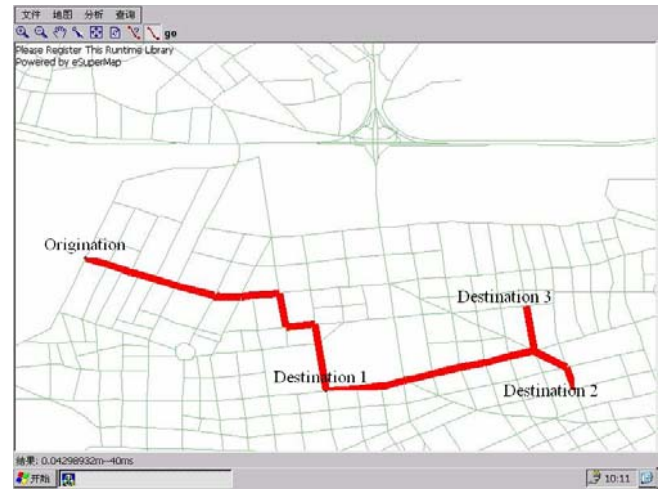 文件 地图 分析 查询
go
Please Register This Runtime Library
Powered by eSuperMap
Origination
Destination 3
Destination 1
Destination 2
结果: 0.04298932m--40ms
开始
10:11